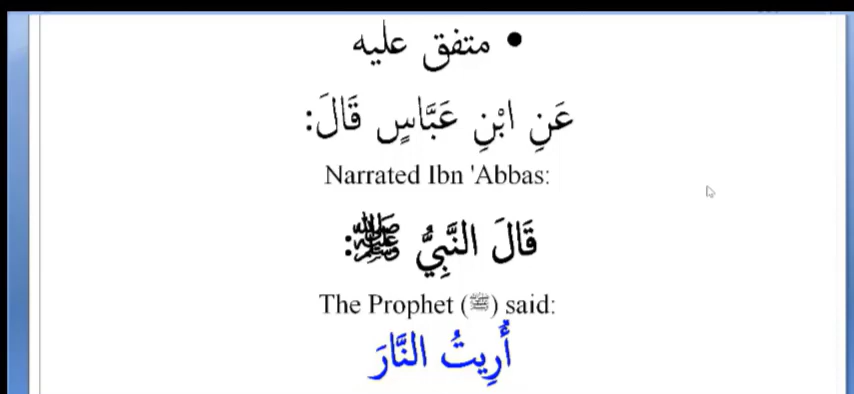 • متفق عليه
عَنِ ابْنِ عَبَّاسٍ قَالَ:
Narrated Ibn 'Abbas:
قَالَ النَّبِيُّ ﷺ:
The Prophet (ﷺ) said:
أُرِيتُ النَّارَ